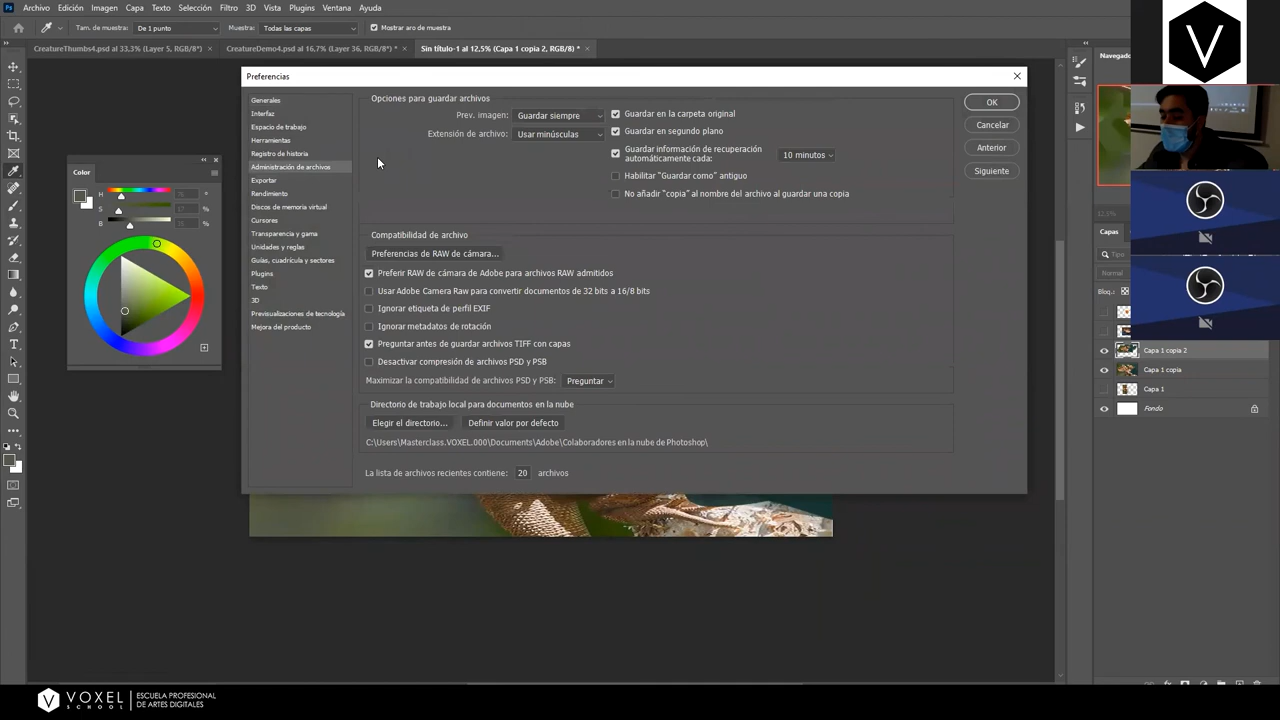 Ps Archivo Edición Imagen Capa Texto Selección Filtro 3D Vista Plugins Ventana Ayuda
Tam. de muestra: De 1 punto Muestra: Todas las capas Mostrar aro de muestra
CreatureThumbs4.psd al 33,3% (Layer 5, RGB/8*) × CreatureDemo4.psd al 16,7% (Layer 36, RGB/8*) * × Sin título-1 al 12,5% (Capa 1 copia 2, RGB/8) * ×
Navegador
Preferencias
Generales
Interfaz
Espacio de trabajo
Herramientas
Registro de historia
Administración de archivos
Exportar
Rendimiento
Discos de memoria virtual
Cursores
Transparencia y gama
Unidades y reglas
Guías, cuadrícula y sectores
Plugins
Texto
3D
Previsualizaciones de tecnología
Mejora del producto
Opciones para guardar archivos
Prev. imagen: Guardar siempre
Extensión de archivo: Usar minúsculas
Guardar en la carpeta original
Guardar en segundo plano
Guardar información de recuperación
automáticamente cada: 10 minutos
Habilitar "Guardar como" antiguo
No añadir "copia" al nombre del archivo al guardar una copia
OK
Cancelar
Anterior
Siguiente
Compatibilidad de archivo
Preferencias de RAW de cámara...
Preferir RAW de cámara de Adobe para archivos RAW admitidos
Usar Adobe Camera Raw para convertir documentos de 32 bits a 16/8 bits
Ignorar etiqueta de perfil EXIF
Ignorar metadatos de rotación
Preguntar antes de guardar archivos TIFF con capas
Desactivar compresión de archivos PSD y PSB
Maximizar la compatibilidad de archivos PSD y PSB: Preguntar
Directorio de trabajo local para documentos en la nube
Elegir el directorio... Definir valor por defecto
C:\Users\Masterclass.VOXEL.000\Documents\Adobe\Colaboradores en la nube de Photoshop\
La lista de archivos recientes contiene: 20 archivos
Color
H °
S %
B %
12,5%
Capas
Tipo
Normal
Bloq.:
Capa 1 copia 2
Capa 1 copia
Capa 1
Fondo
VOXEL
SCHOOL
ESCUELA PROFESIONAL
DE ARTES DIGITALES